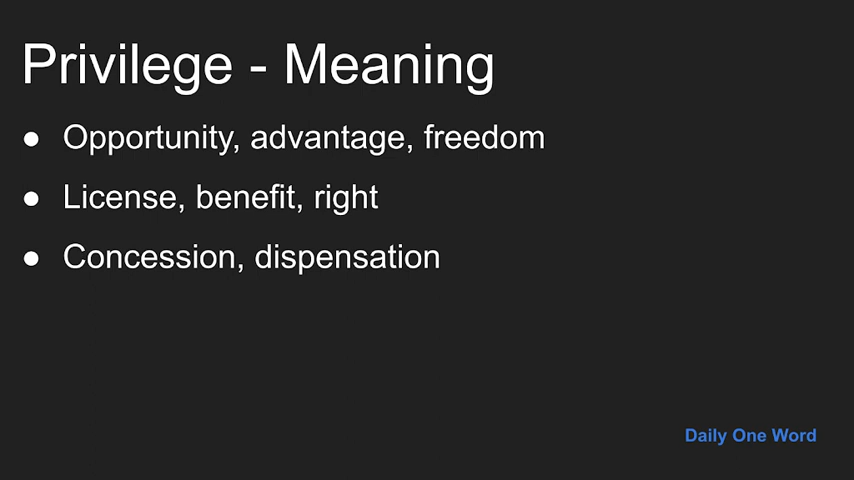 Privilege - Meaning
● Opportunity, advantage, freedom
● License, benefit, right
● Concession, dispensation
Daily One Word